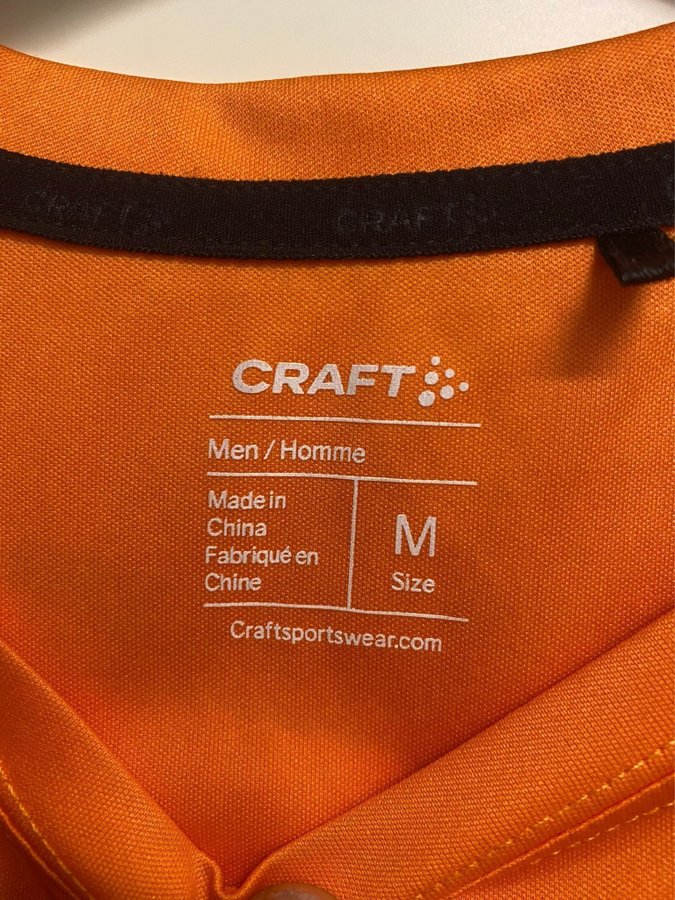 CRAFT CRAFT
CRAFT
Men / Homme
Made in
China
Fabriqué en
Chine
M
Size
Craftsportswear.com